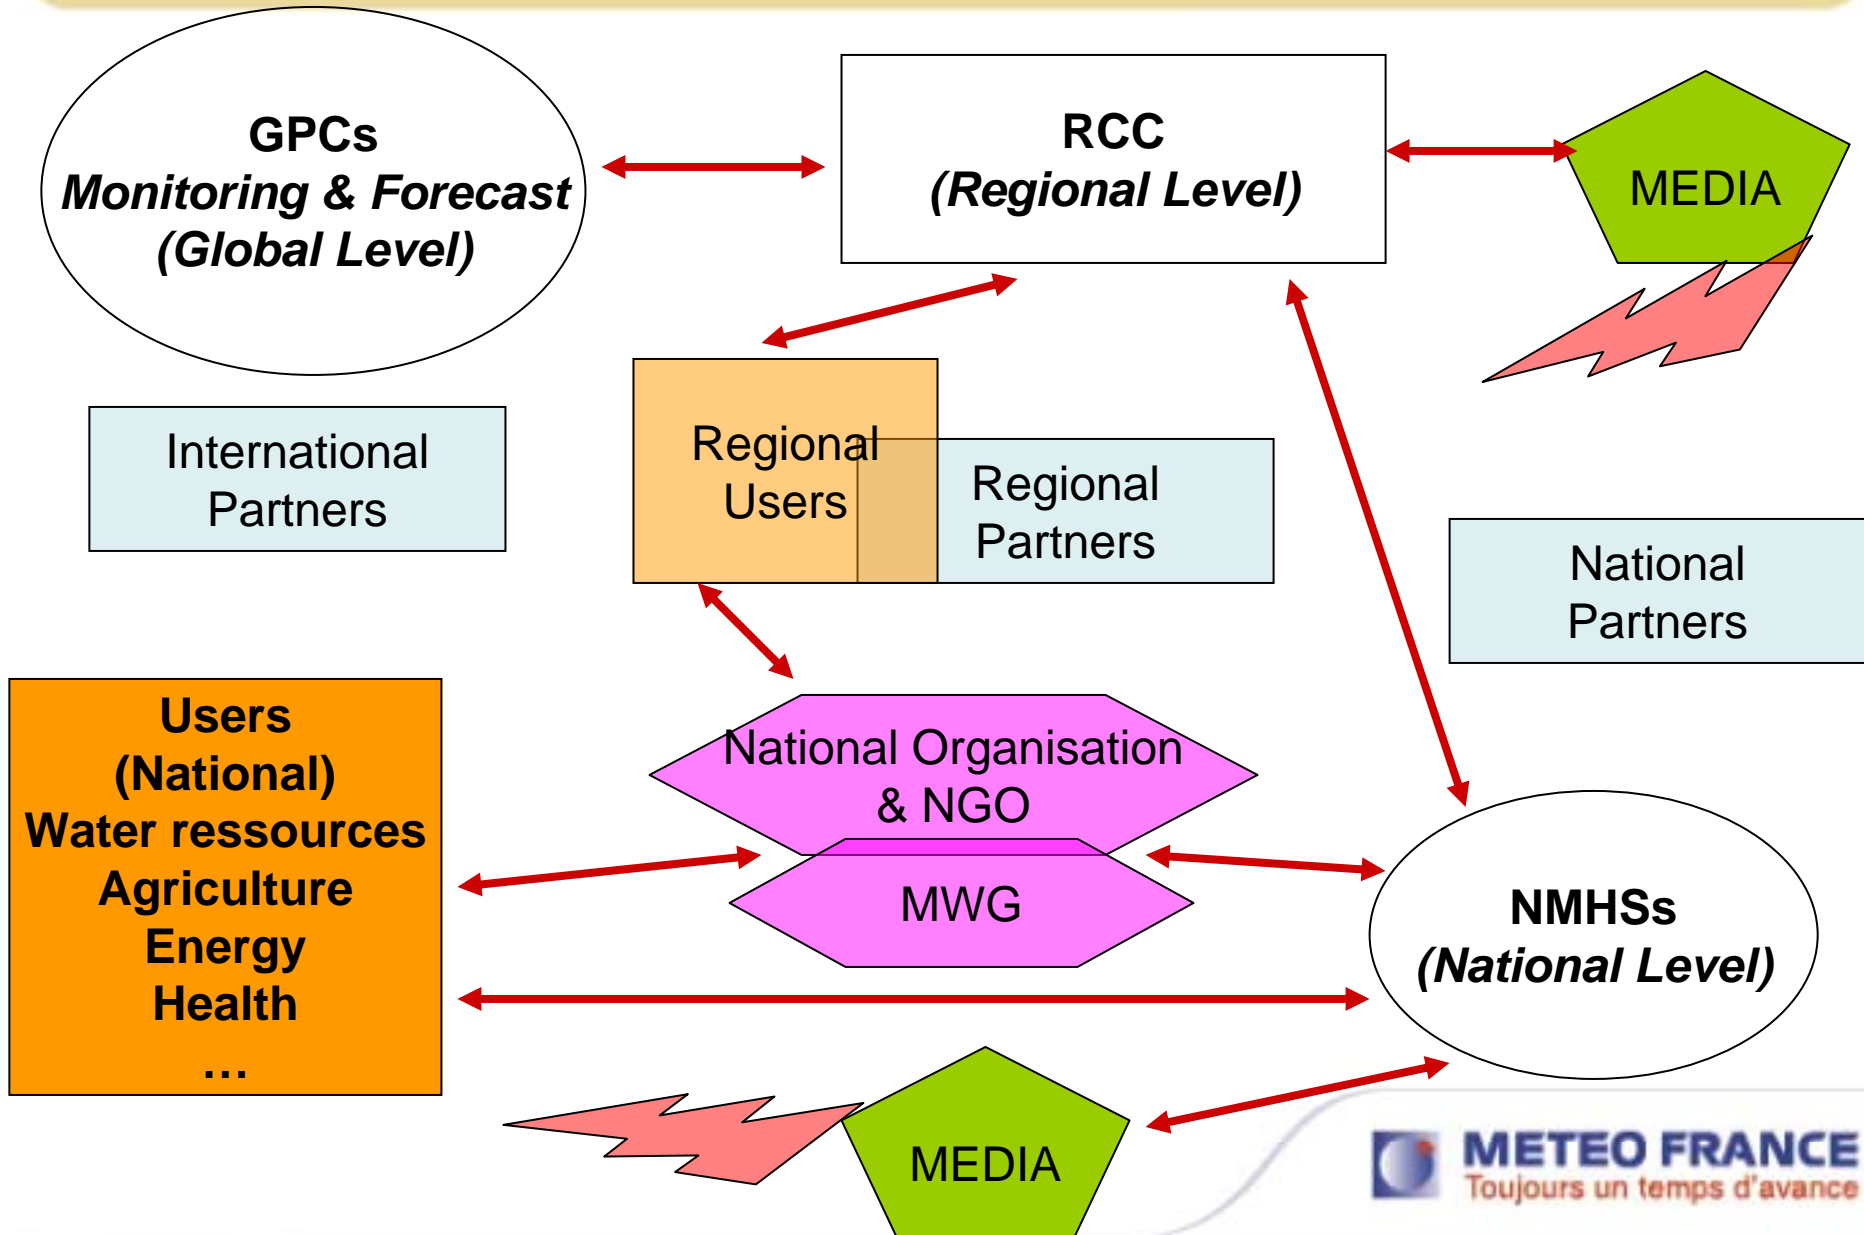 GPCs
Monitoring & Forecast
(Global Level)
RCC
(Regional Level)
MEDIA
International
Partners
Regional
Users
Regional
Partners
National
Partners
Users
(National)
Water ressources
Agriculture
Energy
Health
…
National Organisation
& NGO
MWG
NMHSs
(National Level)
MEDIA
METEO FRANCE
Toujours un temps d'avance